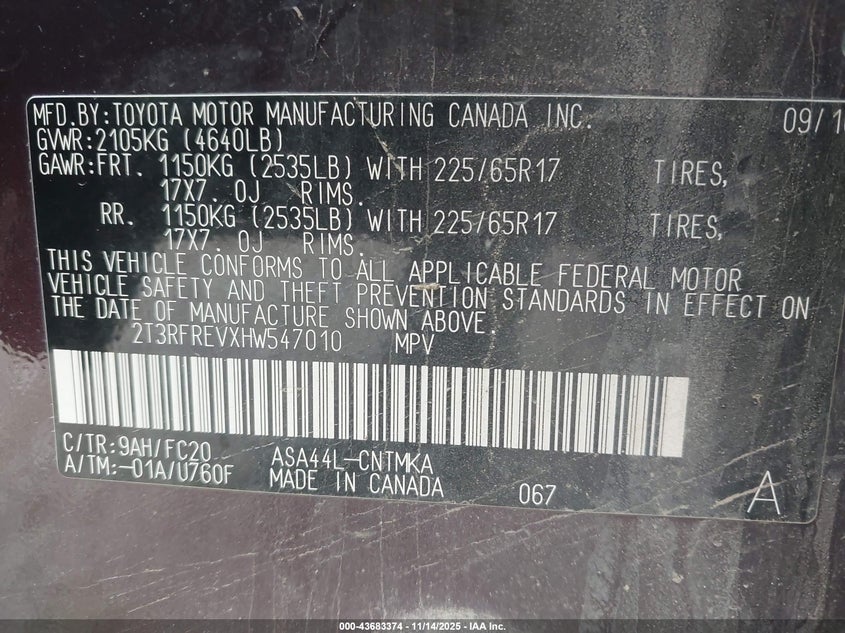 MFD.BY:TOYOTA MOTOR MANUFACTURING CANADA INC. 09/16
GVWR:2105KG (4640LB)
GAWR:FRT. 1150KG (2535LB) WITH 225/65R17 TIRES,
17X7. 0J RIMS.
RR. 1150KG (2535LB) WITH 225/65R17 TIRES,
17X7. 0J RIMS.
THIS VEHICLE CONFORMS TO ALL APPLICABLE FEDERAL MOTOR
VEHICLE SAFETY AND THEFT PREVENTION STANDARDS IN EFFECT ON
THE DATE OF MANUFACTURE SHOWN ABOVE.
2T3RFREVXHW547010 MPV
C/TR:9AH/FC20 ASA44L-CNTMKA
A/TM:-01A/U760F MADE IN CANADA 067 A
000-43683374 - 11/14/2025 - IAA Inc.